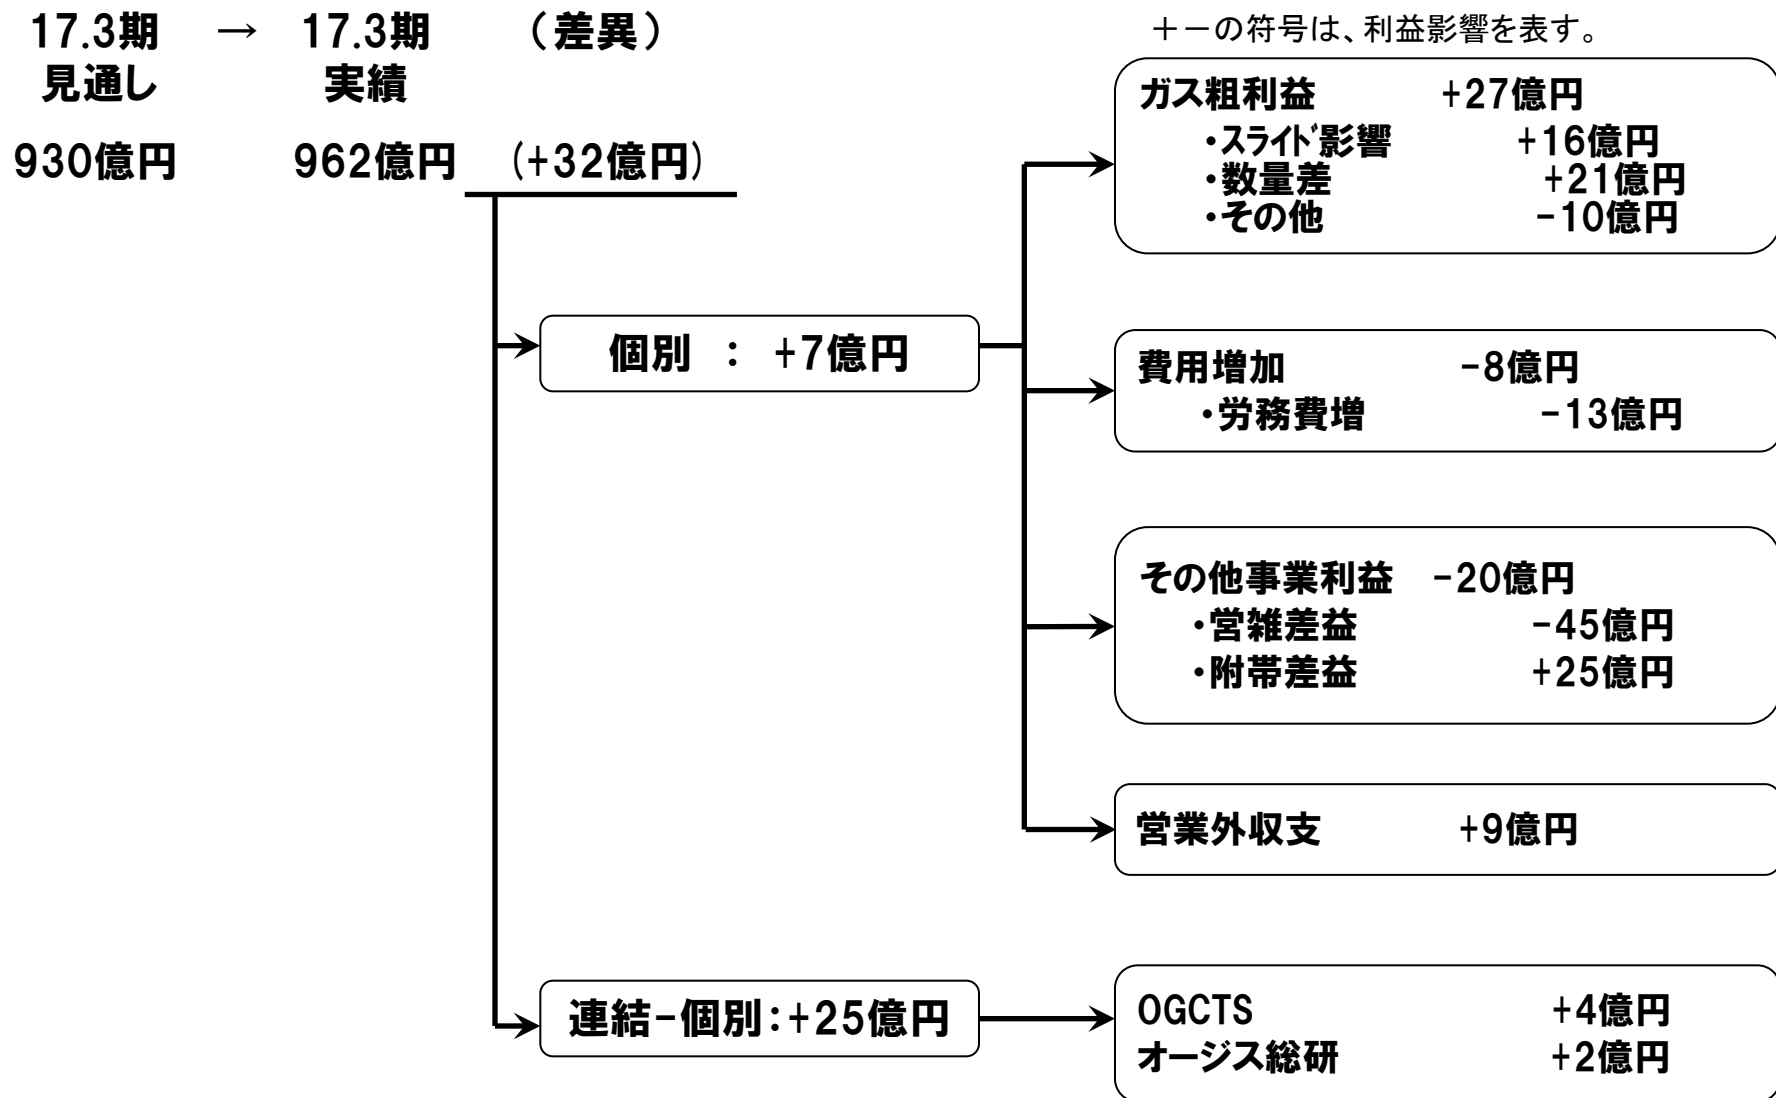 17.3期 → 17.3期 （差異）
見通し 実績
930億円 962億円 (+32億円)
＋－の符号は、利益影響を表す。
ガス粗利益 +27億円
・スライド影響 +16億円
・数量差 +21億円
・その他 -10億円
個別 ： +7億円
費用増加 -8億円
・労務費増 -13億円
その他事業利益 -20億円
・営雑差益 -45億円
・附帯差益 +25億円
営業外収支 +9億円
連結-個別：+25億円
OGCTS +4億円
オージス総研 +2億円